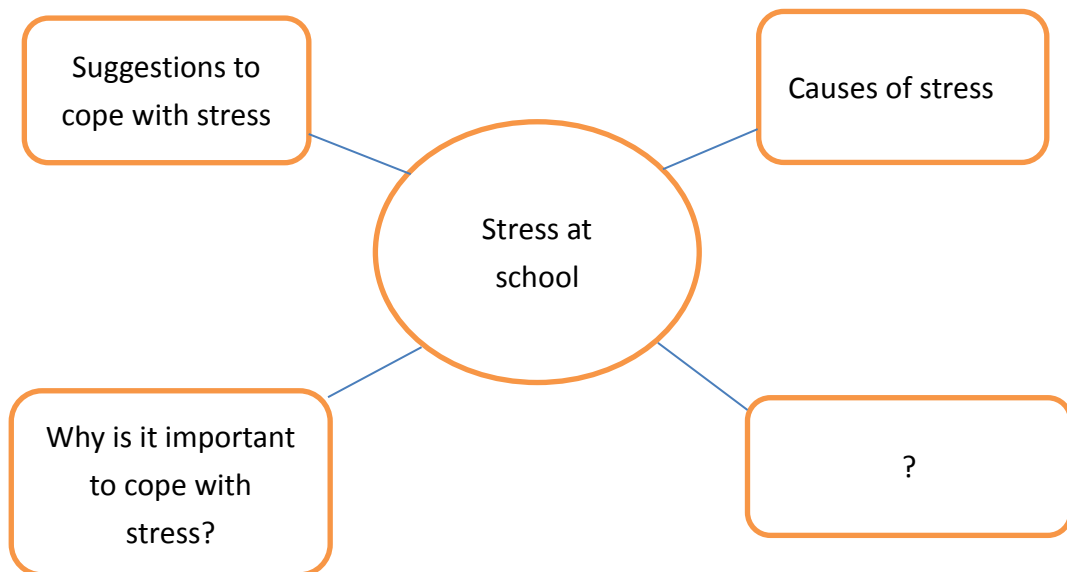 Suggestions to
cope with stress
Causes of stress
Stress at
school
Why is it important
to cope with
stress?
?